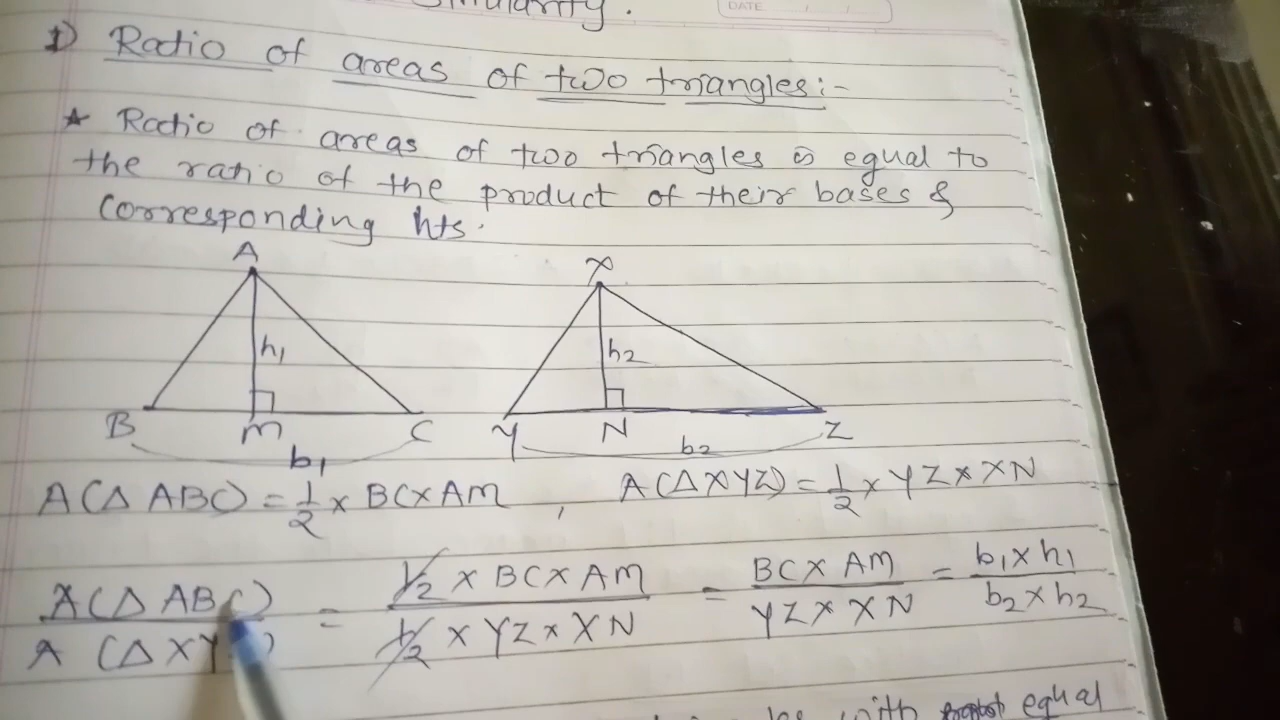 Similarity.
DATE
1) Ratio of areas of two triangles:-
* Ratio of areas of two triangles is equal to
the ratio of the product of their bases &
corresponding hts.
A X
h1 h2
B M C Y N Z
b1 b2
A(△ ABC) = 1/2 × BC × AM , A(△XYZ) = 1/2 × YZ × XN
A(△ ABC) / A (△XY ) = 1/2 × BC × AM / 1/2 × YZ × XN = BC × AM / YZ × XN = b1 × h1 / b2 × h2
with equal